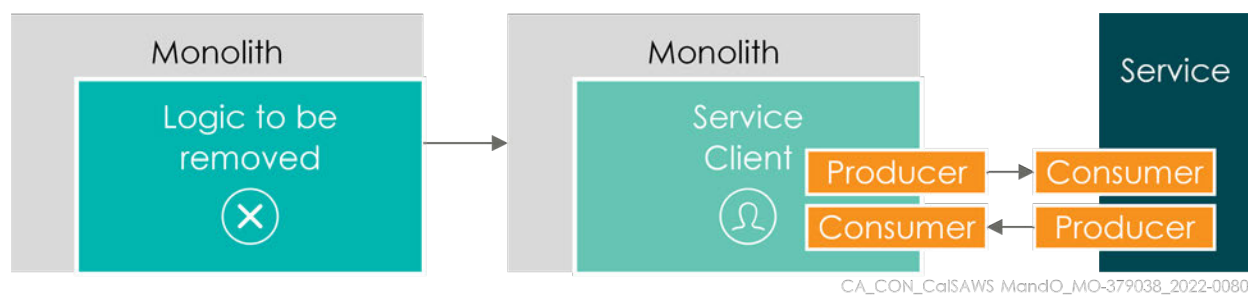 Monolith
Logic to be
removed
Monolith
Service
Client
Producer
Consumer
Service
Consumer
Producer
CA_CON_CalSAWS MandO_MO-379038_2022-0080